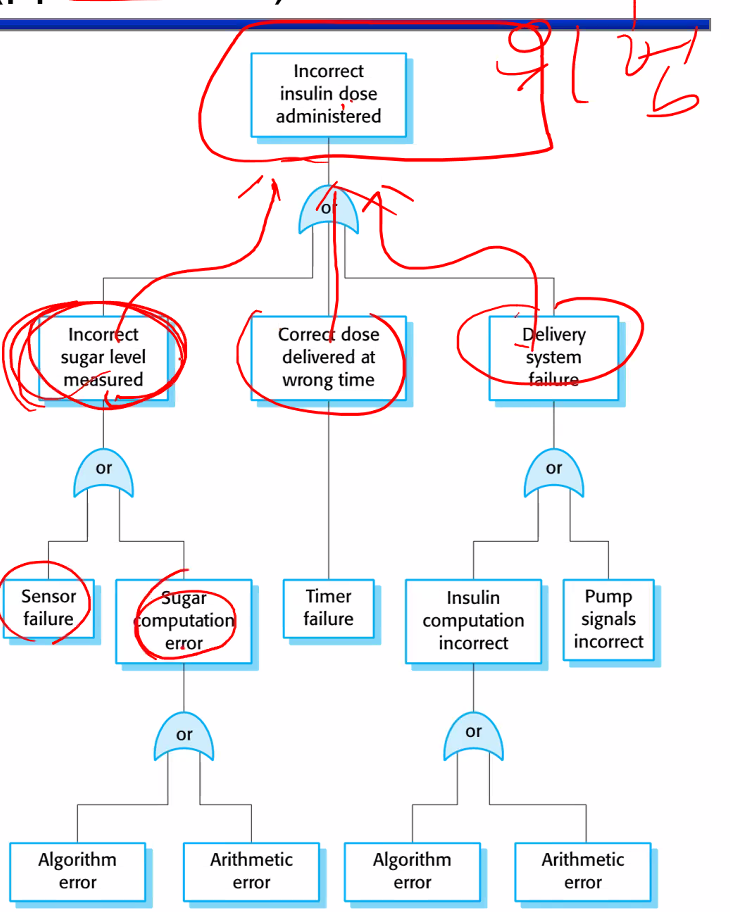 Incorrect
insulin dose
administered
or
Incorrect
sugar level
measured
Correct dose
delivered at
wrong time
Delivery
system
failure
or
or
Sensor
failure
Sugar
computation
error
Timer
failure
Insulin
computation
incorrect
Pump
signals
incorrect
or
or
Algorithm
error
Arithmetic
error
Algorithm
error
Arithmetic
error